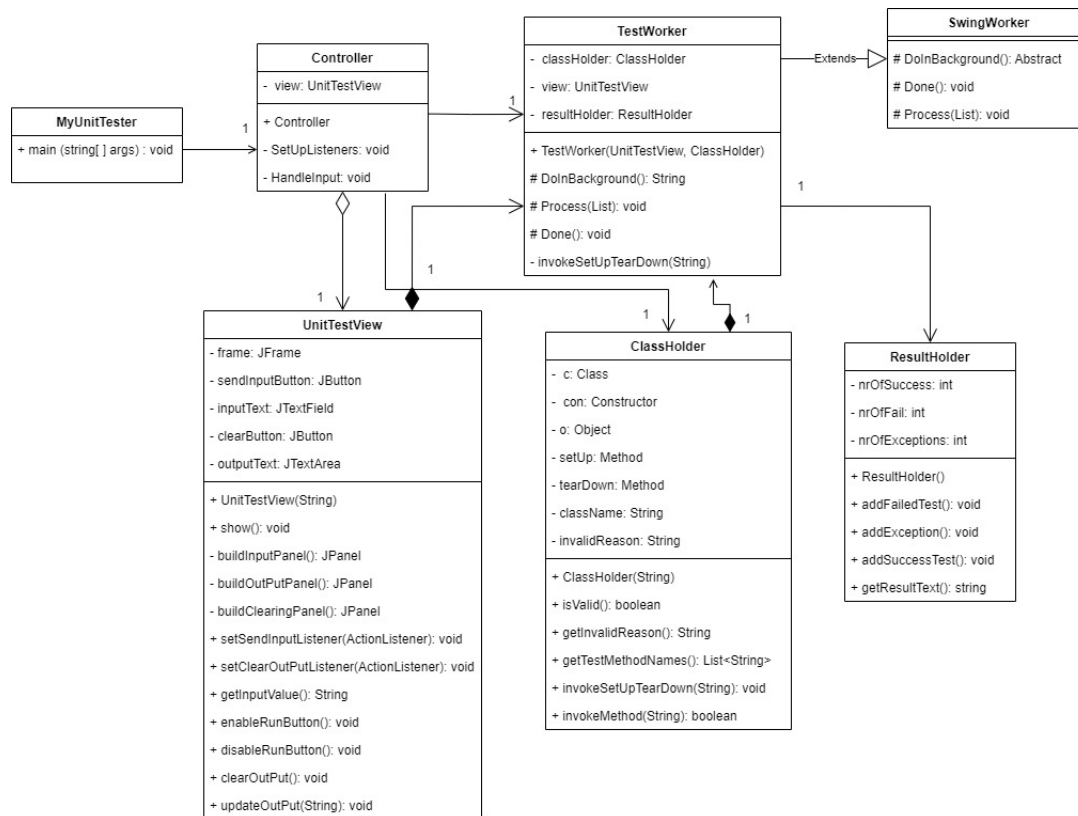 MyUnitTester
+ main (string[ ] args) : void
1
Controller
- view: UnitTestView
+ Controller
- SetUpListeners: void
- HandleInput: void
1
TestWorker
- classHolder: ClassHolder
- view: UnitTestView
- resultHolder: ResultHolder
+ TestWorker(UnitTestView, ClassHolder)
# DoInBackground(): String
# Process(List): void
# Done(): void
- invokeSetUpTearDown(String)
Extends
SwingWorker
# DoInBackground(): Abstract
# Done(): void
# Process(List): void
1
1
1
1
1
UnitTestView
- frame: JFrame
- sendInputButton: JButton
- inputText: JTextField
- clearButton: JButton
- outputText: JTextArea
+ UnitTestView(String)
+ show(): void
- buildInputPanel(): JPanel
- buildOutPutPanel(): JPanel
- buildClearingPanel(): JPanel
+ setSendInputListener(ActionListener): void
+ setClearOutPutListener(ActionListener): void
+ getInputValue(): String
+ enableRunButton(): void
+ disableRunButton(): void
+ clearOutPut(): void
+ updateOutPut(String): void
ClassHolder
- c: Class
- con: Constructor
- o: Object
- setUp: Method
- tearDown: Method
- className: String
- invalidReason: String
+ ClassHolder(String)
+ isValid(): boolean
+ getInvalidReason(): String
+ getTestMethodNames(): List<String>
+ invokeSetUpTearDown(String): void
+ invokeMethod(String): boolean
ResultHolder
- nrOfSuccess: int
- nrOfFail: int
- nrOfExceptions: int
+ ResultHolder()
+ addFailedTest(): void
+ addException(): void
+ addSuccessTest(): void
+ getResultText(): string